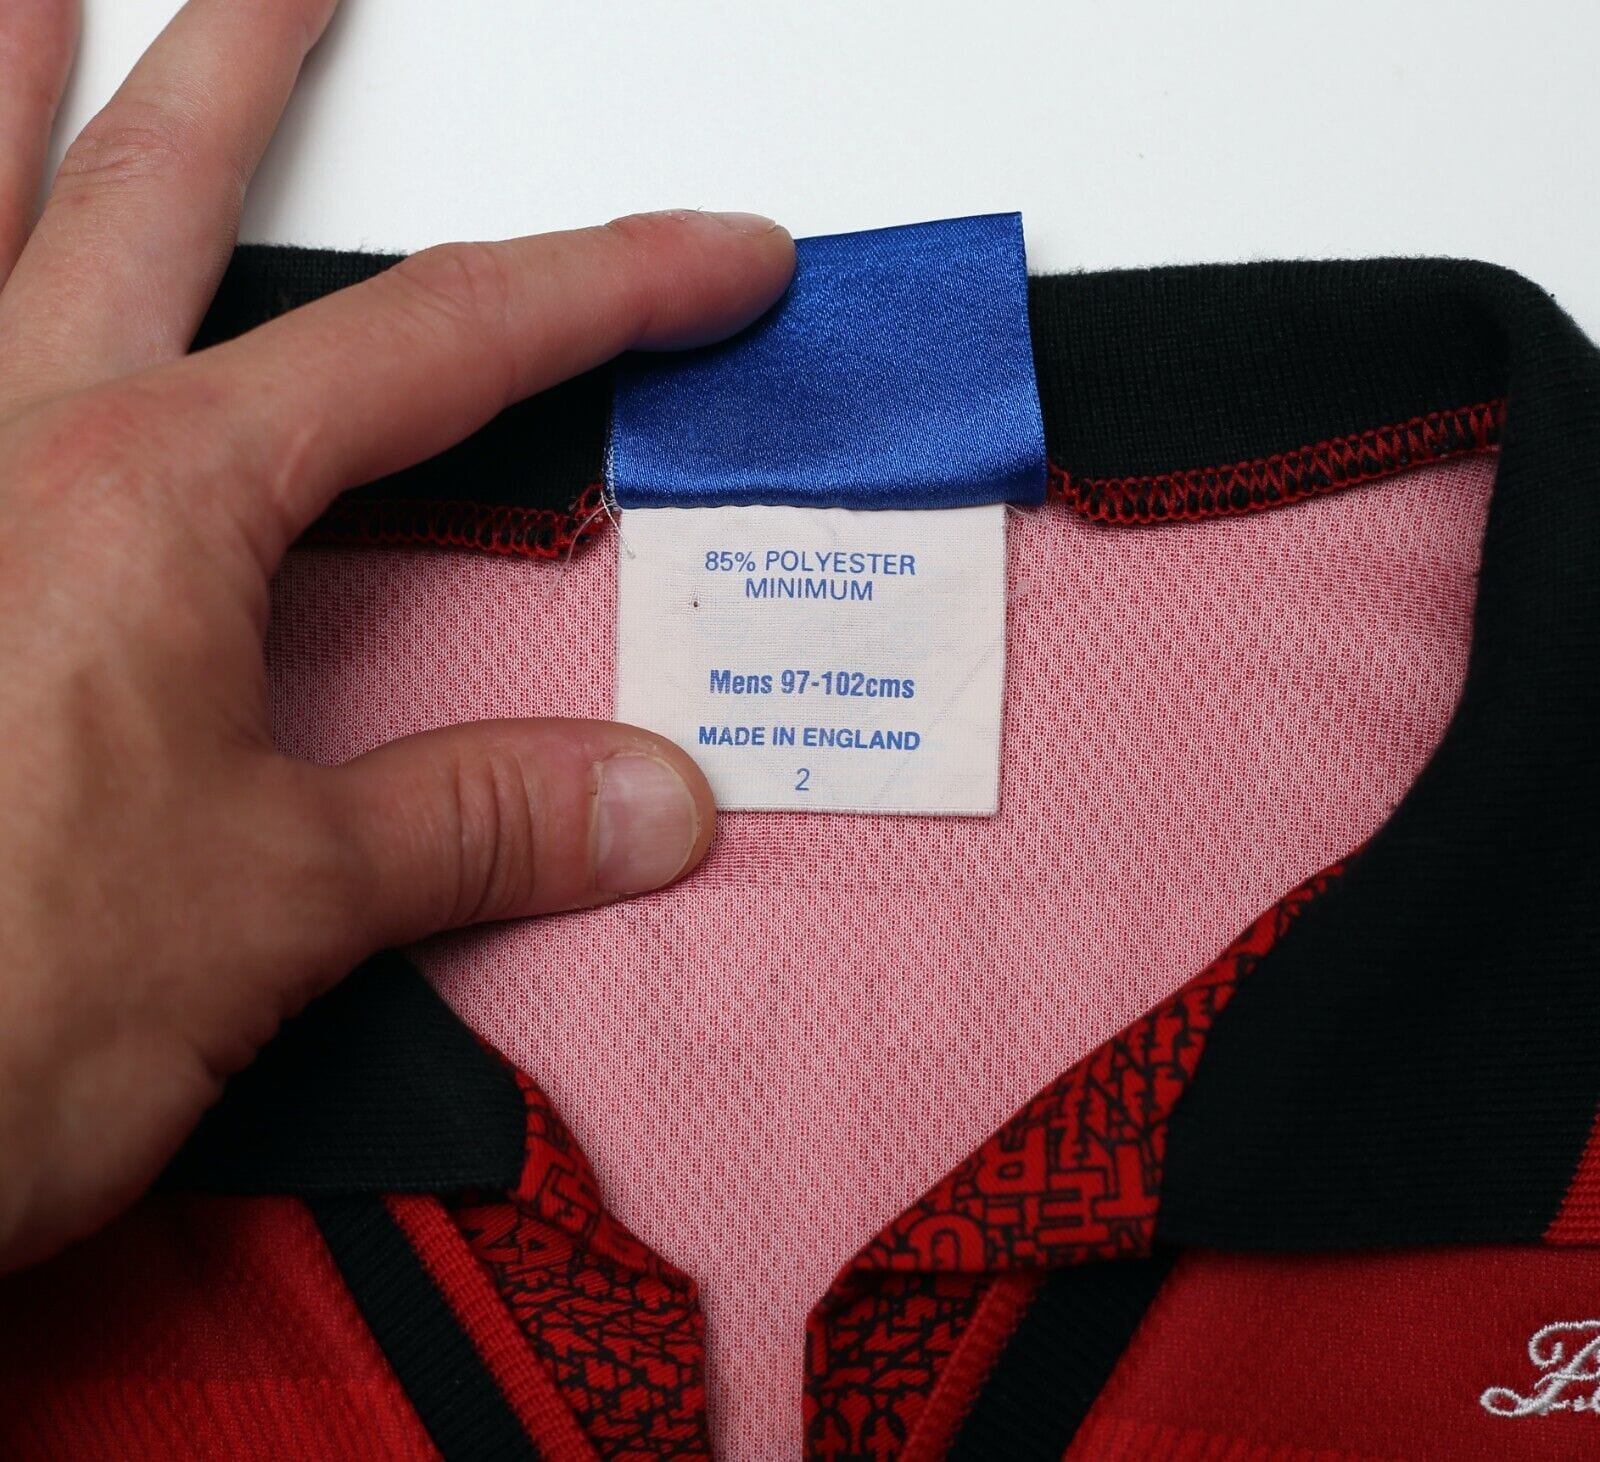 85% POLYESTER
MINIMUM
Mens 97-102cms
MADE IN ENGLAND
2